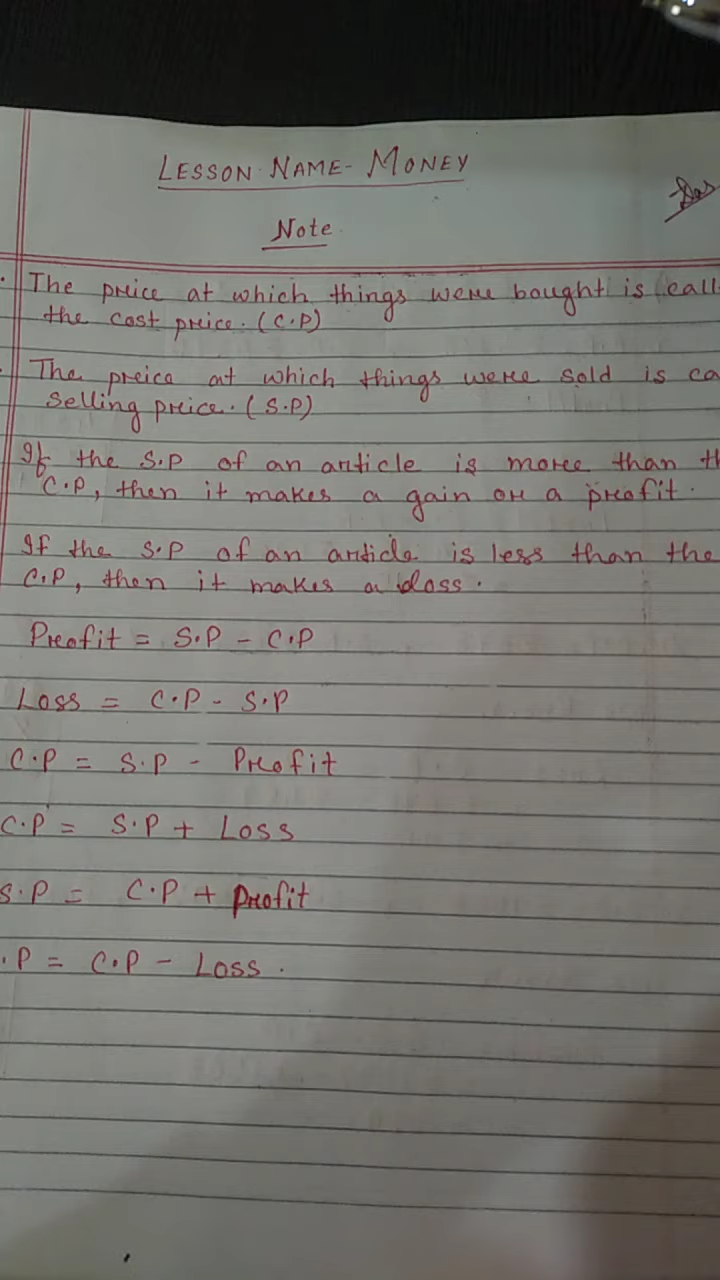 LESSON NAME- MONEY
Note
The price at which things were bought is call
the cost price. (C.P)
The preice at which things were sold is ca
Selling preice. (S.P)
If the S.P of an article is more than th
C.P, then it makes a gain or a profit.
If the S.P of an article is less than the
C.P, then it makes a loss.
Profit = S.P - C.P
Loss = C.P - S.P
C.P = S.P - Profit
C.P = S.P + Loss
S.P = C.P + Profit
.P = C.P - Loss.